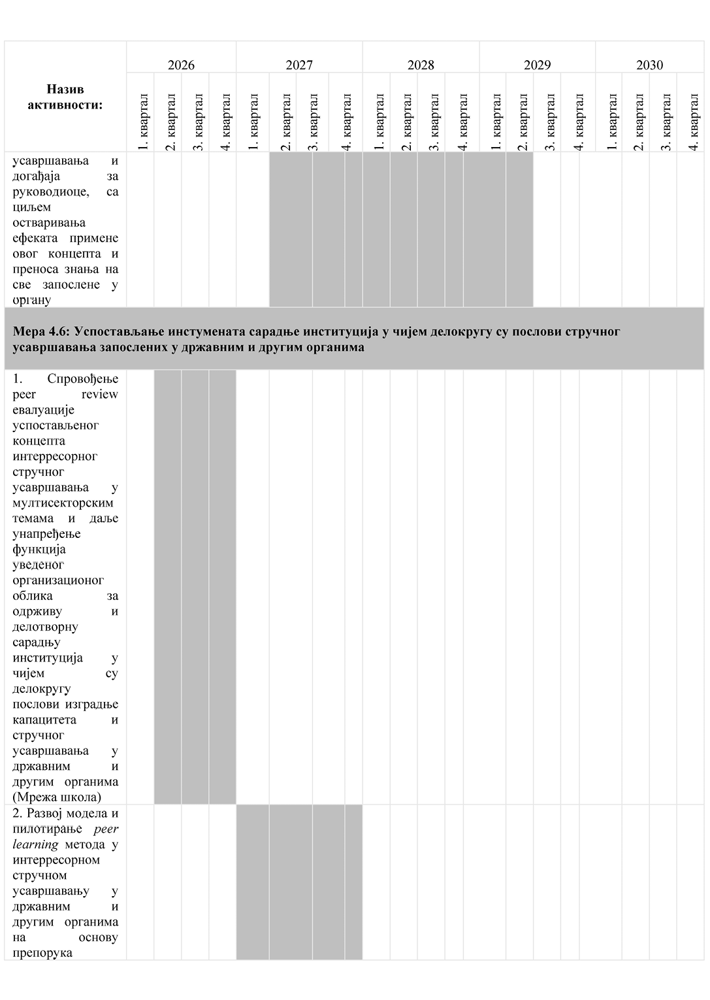 Назив
активности:
2026
2027
2028
2029
2030
1. квартал
2. квартал
3. квартал
4. квартал
1. квартал
2. квартал
3. квартал
4. квартал
1. квартал
2. квартал
3. квартал
4. квартал
1. квартал
2. квартал
3. квартал
4. квартал
1. квартал
2. квартал
3. квартал
4. квартал
усавршавања и
догађаја за
руководиоце, са
циљем
остваривања
ефеката примене
овог концепта и
преноса знања на
све запослене у
органу
Мера 4.6: Успостављање инстумената сарадње институција у чијем делокругу су послови стручног
усавршавања запослених у државним и другим органима
1. Спровођење
peer review
евалуације
успостављеног
концепта
интерресорног
стручног
усавршавања у
мултисекторским
темама и даље
унапређење
функција
уведеног
организационог
облика за
одрживу и
делотворну
сарадњу
институција у
чијем су
делокругу
послови изградње
капацитета и
стручног
усавршавања у
државним и
другим органима
(Мрежа школа)
2. Развој модела и
пилотирање peer
learning метода у
интерресорном
стручном
усавршавању у
државним и
другим органима
на основу
препорука